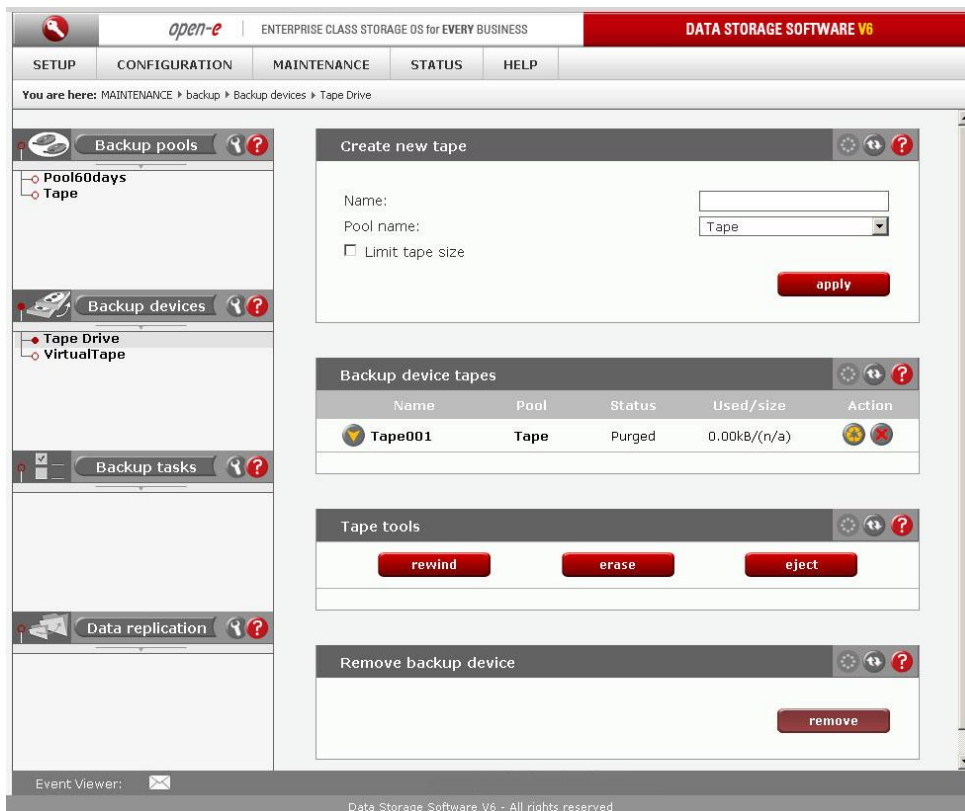 open-e ENTERPRISE CLASS STORAGE OS for EVERY BUSINESS DATA STORAGE SOFTWARE V6
SETUP CONFIGURATION MAINTENANCE STATUS HELP
You are here: MAINTENANCE ▸ backup ▸ Backup devices ▸ Tape Drive
Backup pools
Pool60days
Tape
Backup devices
Tape Drive
VirtualTape
Backup tasks
Data replication
Create new tape
Name:
Pool name: Tape
Limit tape size
apply
Backup device tapes
Name Pool Status Used/size Action
Tape001 Tape Purged 0.00kB/(n/a)
Tape tools
rewind erase eject
Remove backup device
remove
Event Viewer:
Data Storage Software V6 - All rights reserved